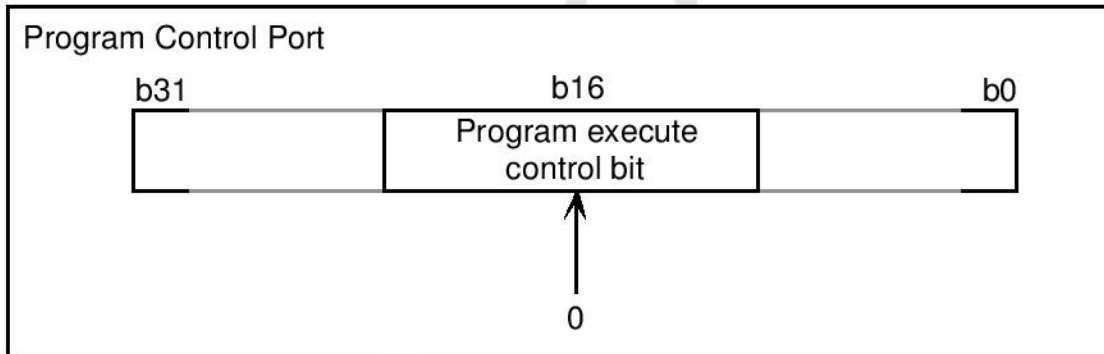 Program Control Port
b31 b16 b0
Program execute
control bit
0